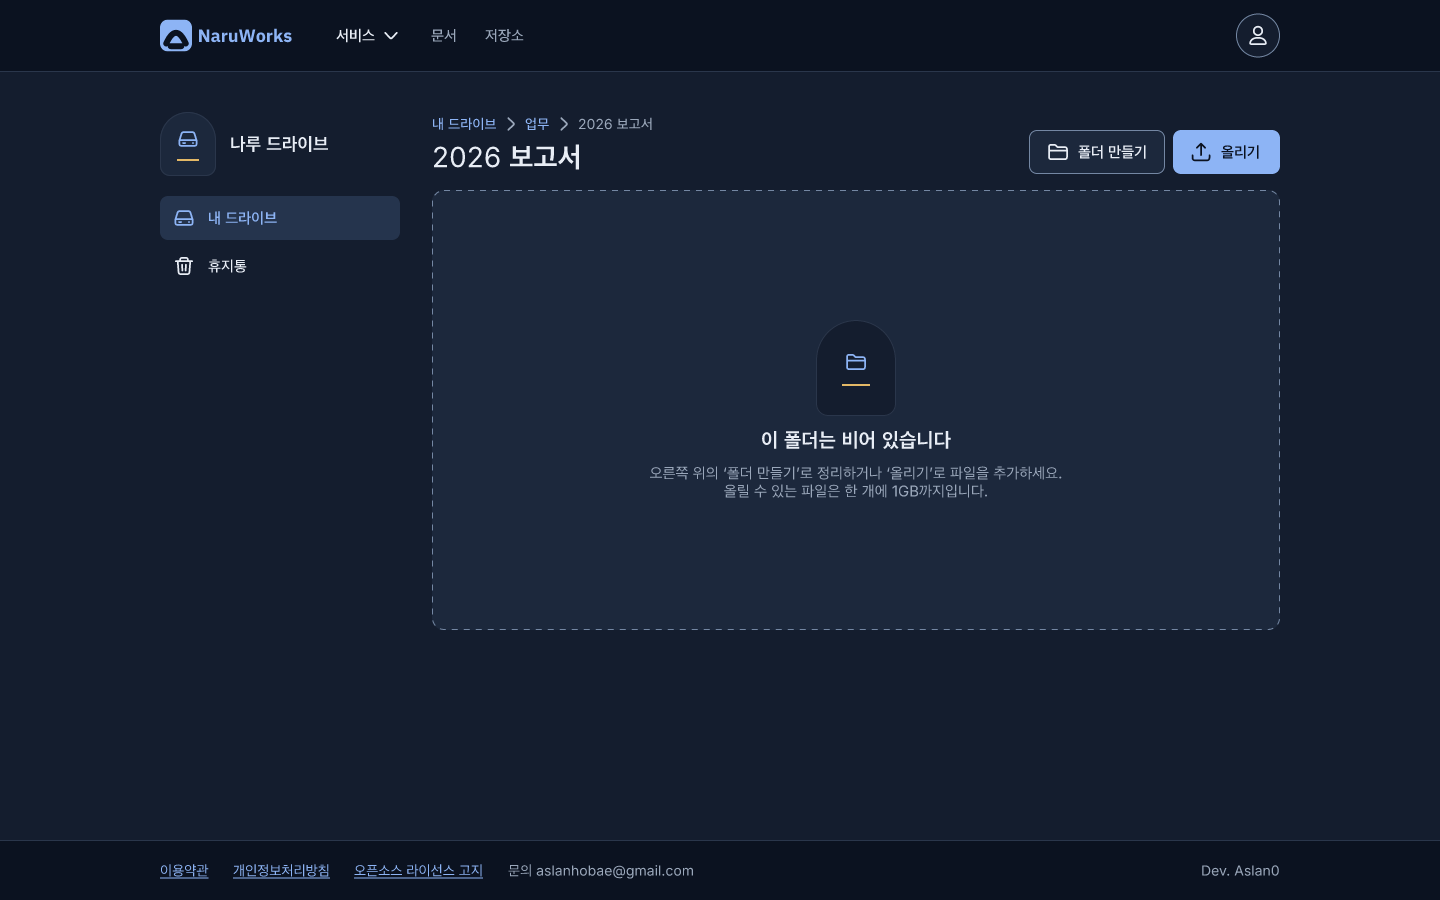 NaruWorks
서비스
문서
저장소
나루 드라이브
내 드라이브
휴지통
내 드라이브 > 업무 > 2026 보고서
2026 보고서
폴더 만들기
올리기
이 폴더는 비어 있습니다
오른쪽 위의 ‘폴더 만들기’로 정리하거나 ‘올리기’로 파일을 추가하세요.
올릴 수 있는 파일은 한 개에 1GB까지입니다.
이용약관
개인정보처리방침
오픈소스 라이선스 고지
문의 aslanhobae@gmail.com
Dev. Aslan0